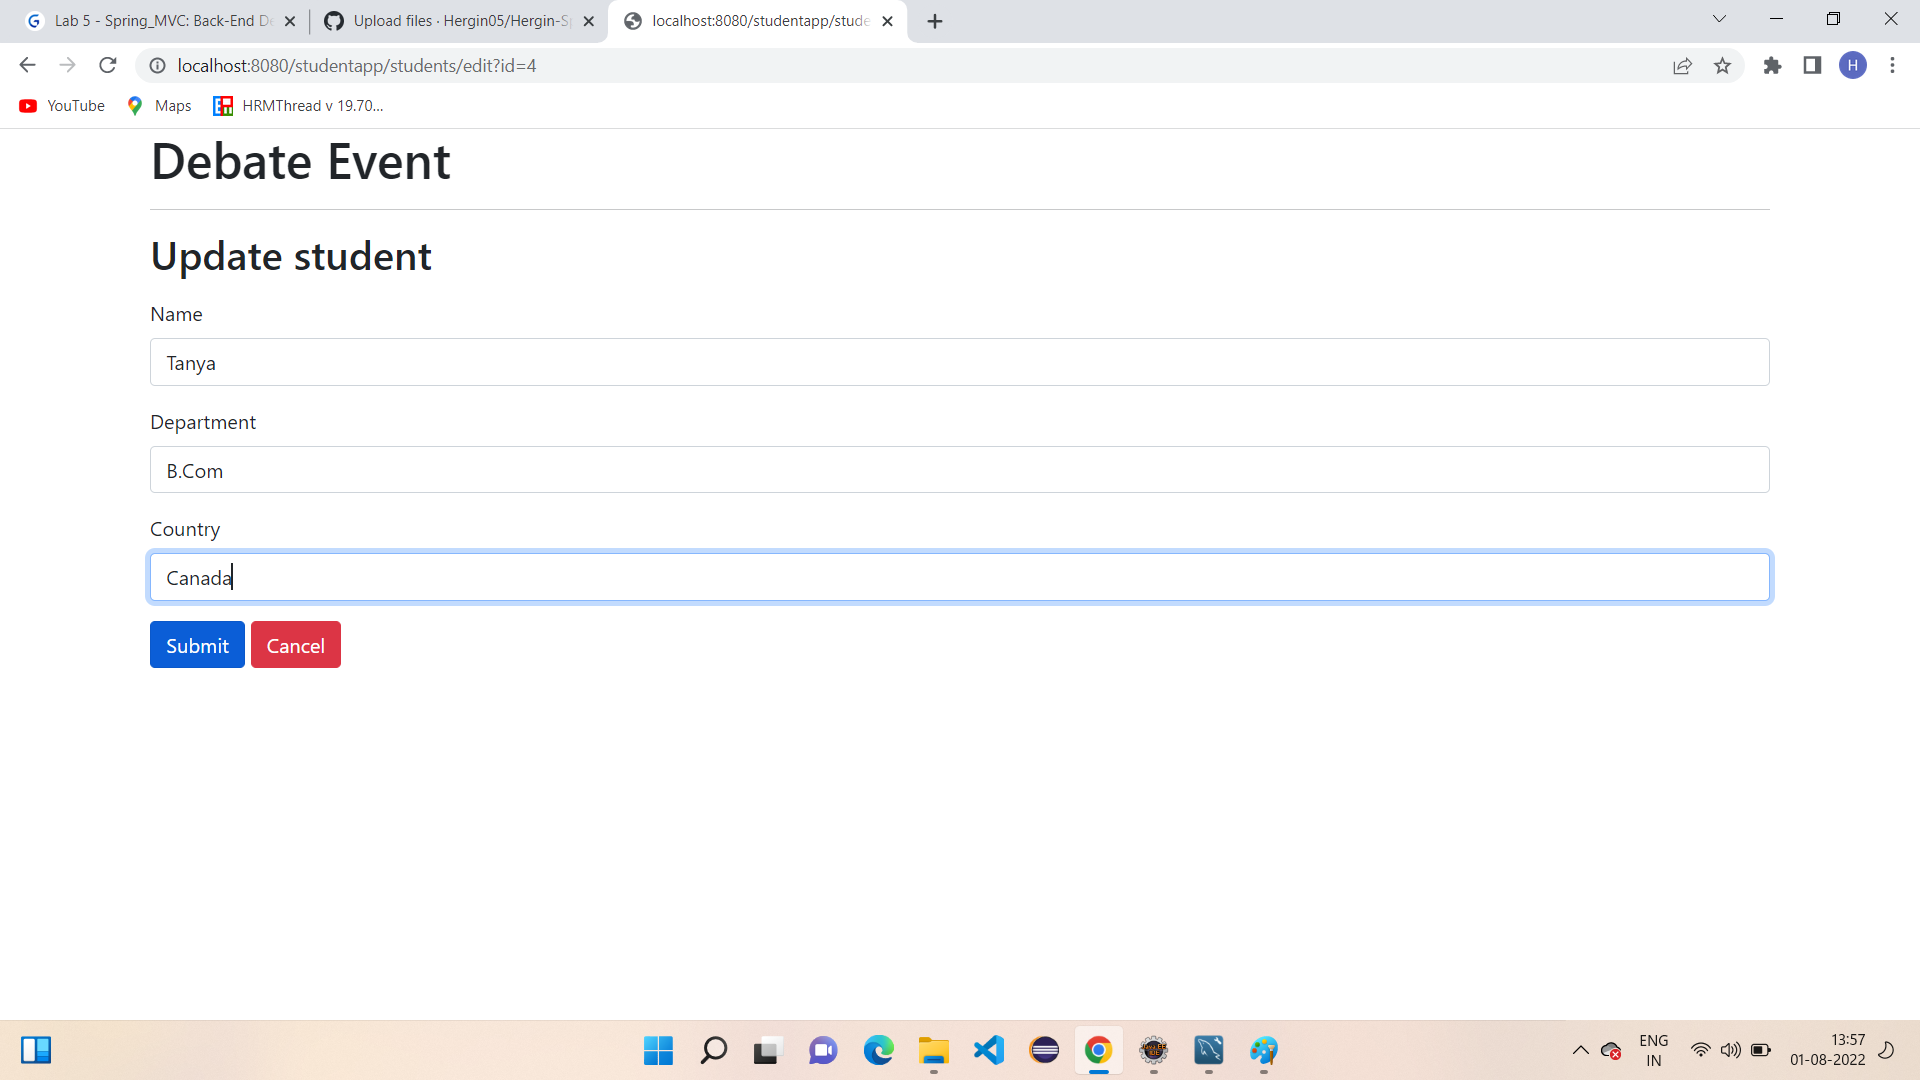 Lab 5 - Spring_MVC: Back-End De
Upload files · Hergin05/Hergin-Sp
localhost:8080/studentapp/stude
localhost:8080/studentapp/students/edit?id=4
H
YouTube
Maps
HRMThread v 19.70...
Debate Event
Update student
Name
Tanya
Department
B.Com
Country
Canada
Submit Cancel
ENG
IN
13:57
01-08-2022